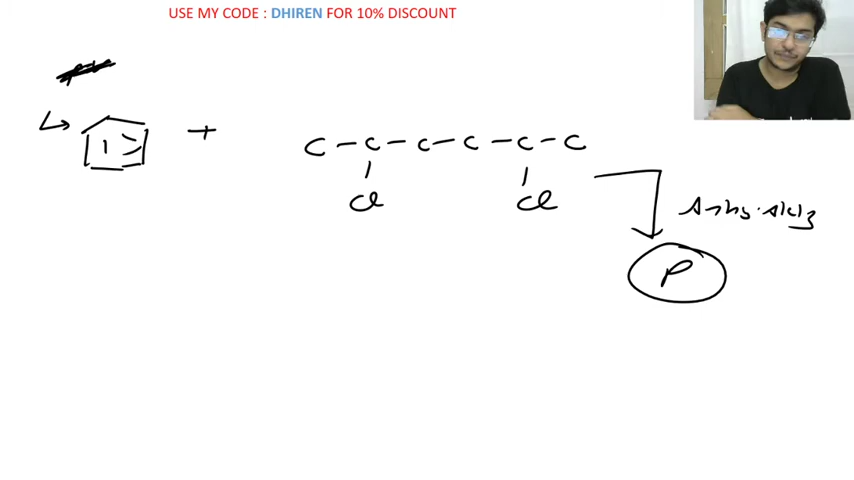 USE MY CODE : DHIREN FOR 10% DISCOUNT
+
C - C - C - C - C - C
Cl Cl
Anhy. AlCl3
P